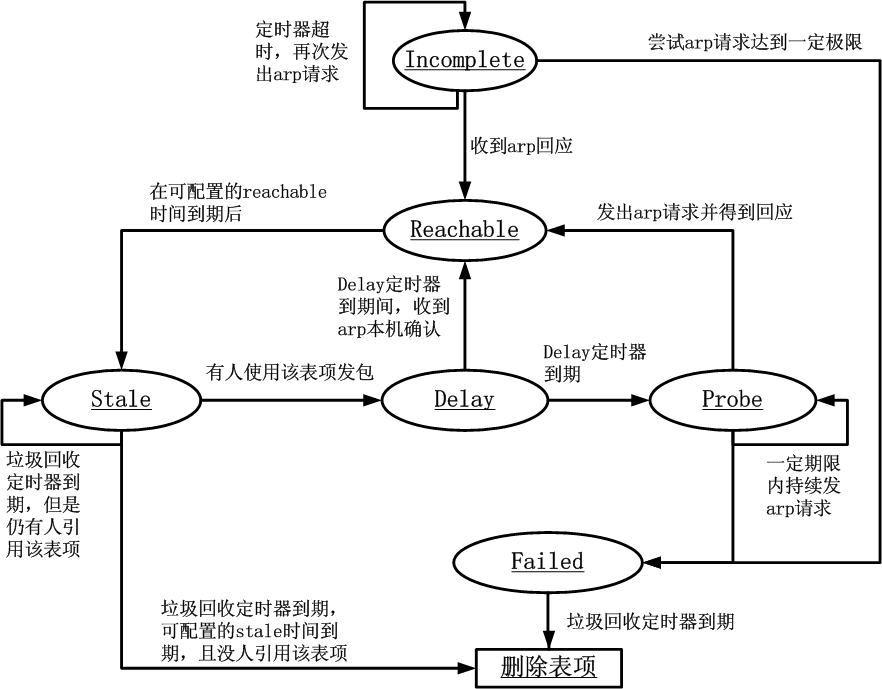 定时器超
时，再次发
出arp请求
Incomplete
尝试arp请求达到一定极限
收到arp回应
在可配置的reachable
时间到期后
Reachable
发出arp请求并得到回应
Delay定时器
到期间，收到
arp本机确认
有人使用该表项发包
Delay定时器
到期
Stale
Delay
Probe
垃圾回收
定时器到
期，但是
仍有人引
用该表项
一定期限
内持续发
arp请求
Failed
垃圾回收定时器到期，
可配置的stale时间到
期，且没人引用该表项
垃圾回收定时器到期
删除表项